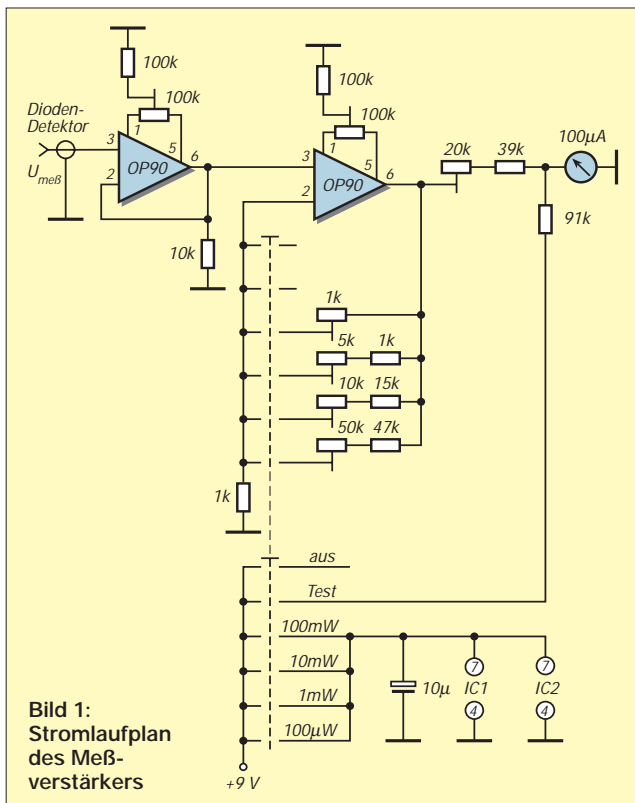 100k
100k
Dioden-
Detektor
U_meß
3
1
2
5
6
OP90
10k
100k
100k
3
1
2
5
6
OP90
20k
39k
100µA
91k
1k
5k
1k
10k
15k
50k
47k
1k
aus
Test
100mW
10mW
1mW
100µW
+9 V
10µ
7
IC1
4
7
IC2
4
Bild 1:
Stromlaufplan
des Meß-
verstärkers